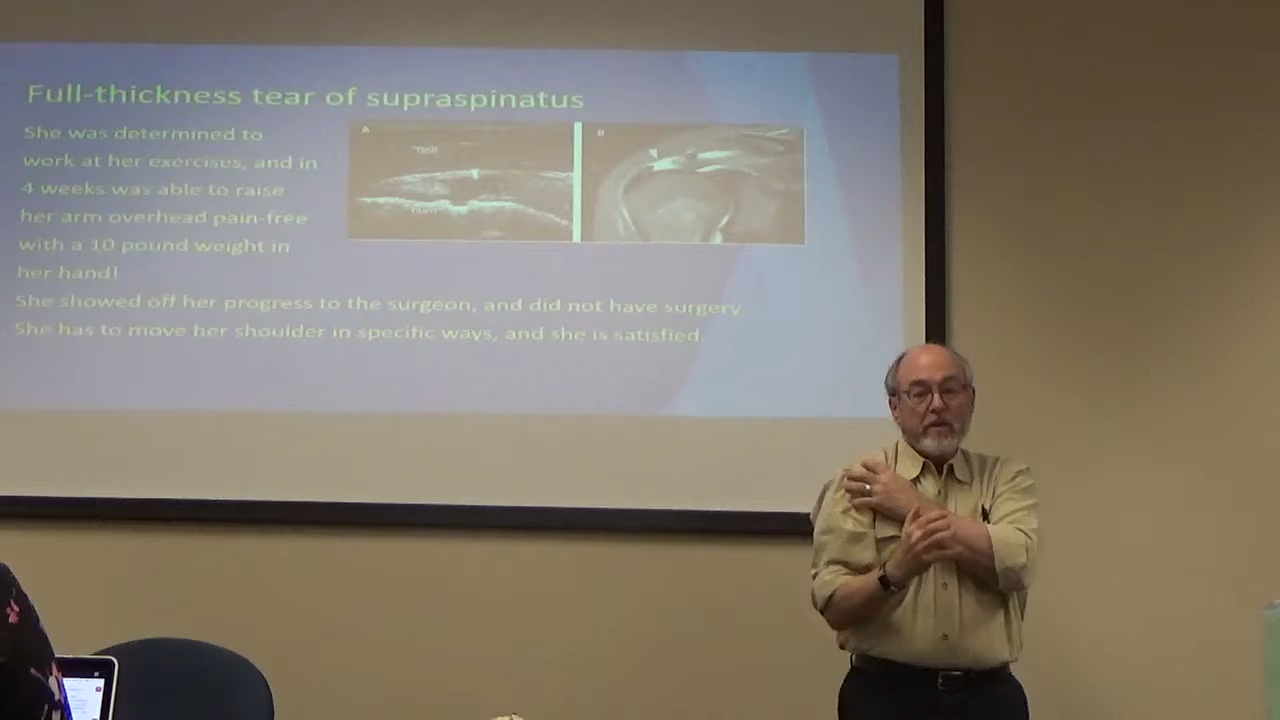 Full-thickness tear of supraspinatus
She was determined to
work at her exercises, and in
4 weeks was able to raise
her arm overhead pain-free
with a 10 pound weight in
her hand!
She showed off her progress to the surgeon, and did not have surgery.
She has to move her shoulder in specific ways, and she is satisfied
A
B